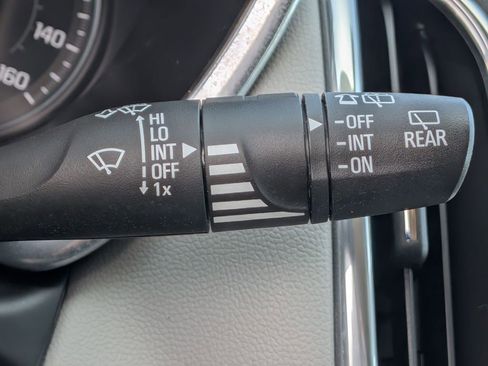 140
160
HI
LO
INT
OFF
1x
-OFF
-INT
-ON
REAR